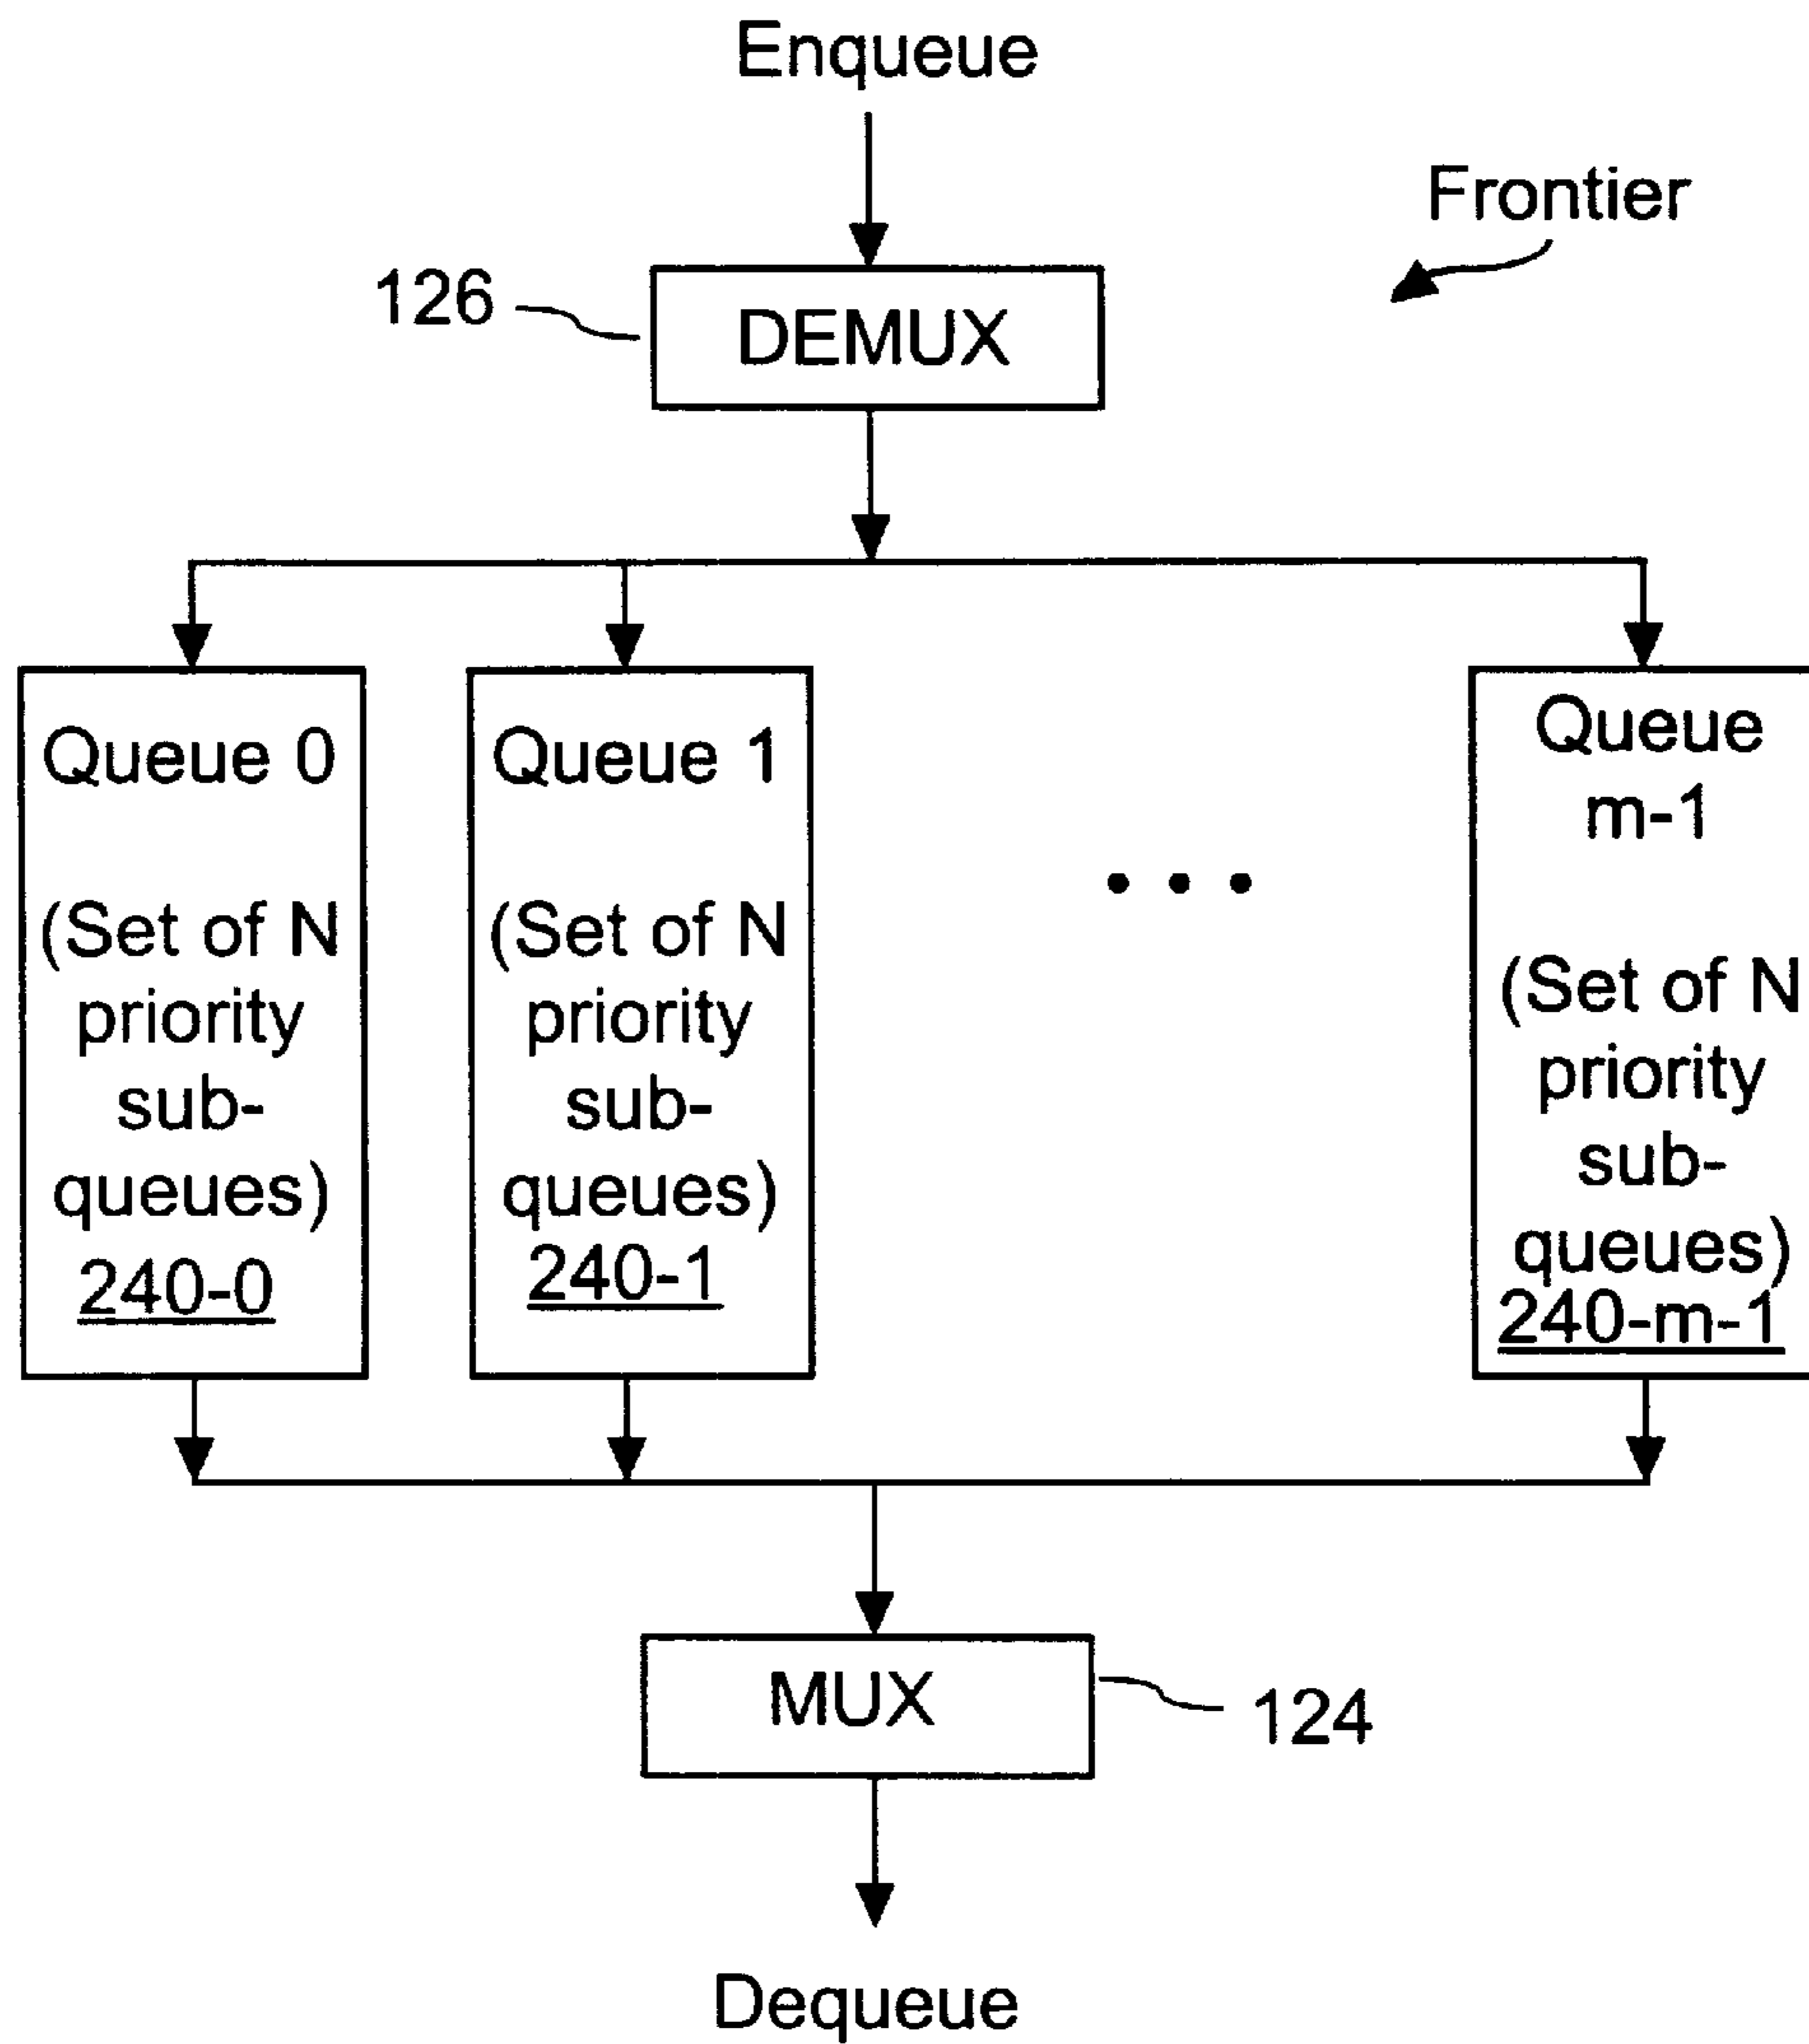 Enqueue
Frontier
126
DEMUX
Queue 0
(Set of N
priority
sub-
queues)
240-0
Queue 1
(Set of N
priority
sub-
queues)
240-1
• • •
Queue
m-1
(Set of N
priority
sub-
queues)
240-m-1
MUX
124
Dequeue